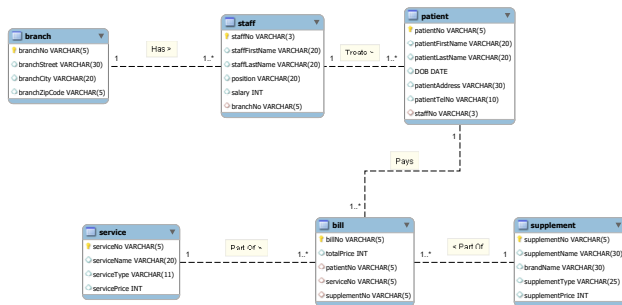 branch
branchNo VARCHAR(5)
branchStreet VARCHAR(30)
branchCity VARCHAR(20)
branchZipCode VARCHAR(5)
1
Has >
1..*
staff
staffNo VARCHAR(3)
staffFirstName VARCHAR(20)
staffLastName VARCHAR(20)
position VARCHAR(20)
salary INT
branchNo VARCHAR(5)
1
Treats >
1..*
patient
patientNo VARCHAR(5)
patientFirstName VARCHAR(20)
patientLastName VARCHAR(20)
DOB DATE
patientAddress VARCHAR(30)
patientTelNo VARCHAR(10)
staffNo VARCHAR(3)
1
Pays
1..*
service
serviceNo VARCHAR(5)
serviceName VARCHAR(20)
serviceType VARCHAR(11)
servicePrice INT
1
Part Of >
1..*
bill
billNo VARCHAR(5)
totalPrice INT
patientNo VARCHAR(5)
serviceNo VARCHAR(5)
supplementNo VARCHAR(5)
1..*
< Part Of
1
supplement
supplementNo VARCHAR(5)
supplementName VARCHAR(30)
brandName VARCHAR(30)
supplementType VARCHAR(25)
supplementPrice INT